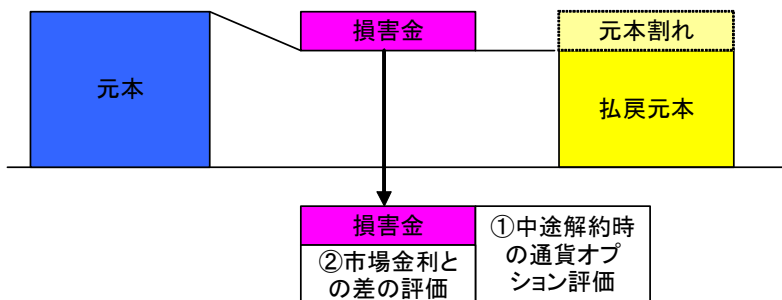 元本
損害金
元本割れ
払戻元本
損害金
②市場金利と
の差の評価
①中途解約時
の通貨オプ
ション評価